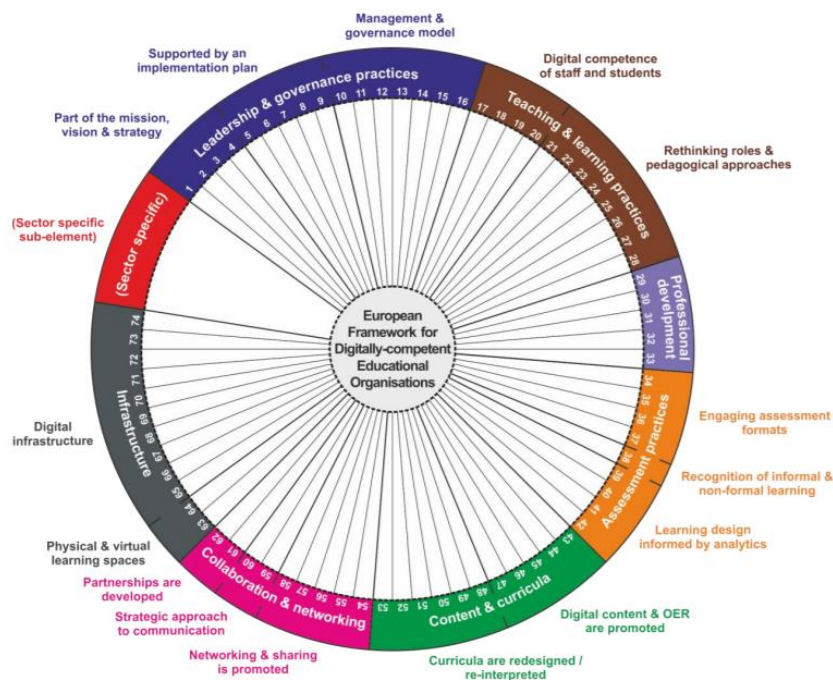 Management &
governance model
Supported by an
implementation plan
Part of the mission,
vision & strategy
(Sector specific
sub-element)
Digital
infrastructure
Physical & virtual
learning spaces
Partnerships are
developed
Strategic approach
to communication
Networking & sharing
is promoted
Curricula are redesigned /
re-interpreted
Digital content & OER
are promoted
Learning design
informed by analytics
Recognition of informal &
non-formal learning
Engaging assessment
formats
Rethinking roles &
pedagogical approaches
Digital competence
of staff and students
Leadership & governance practices
Teaching & learning practices
Professional
develpment
Assessment practices
Content & curricula
Collaboration & networking
Infrastructure
(Sector specific)
1
2
3
4
5
6
7
8
9
10
11
12
13
14
15
16
17
18
19
20
21
22
23
24
25
26
27
28
29
30
31
32
33
34
35
36
37
38
39
40
41
42
43
44
45
46
47
48
49
50
51
52
53
54
55
56
57
58
59
60
61
62
63
64
65
66
67
68
69
70
71
72
73
74
European
Framework for
Digitally-competent
Educational
Organisations